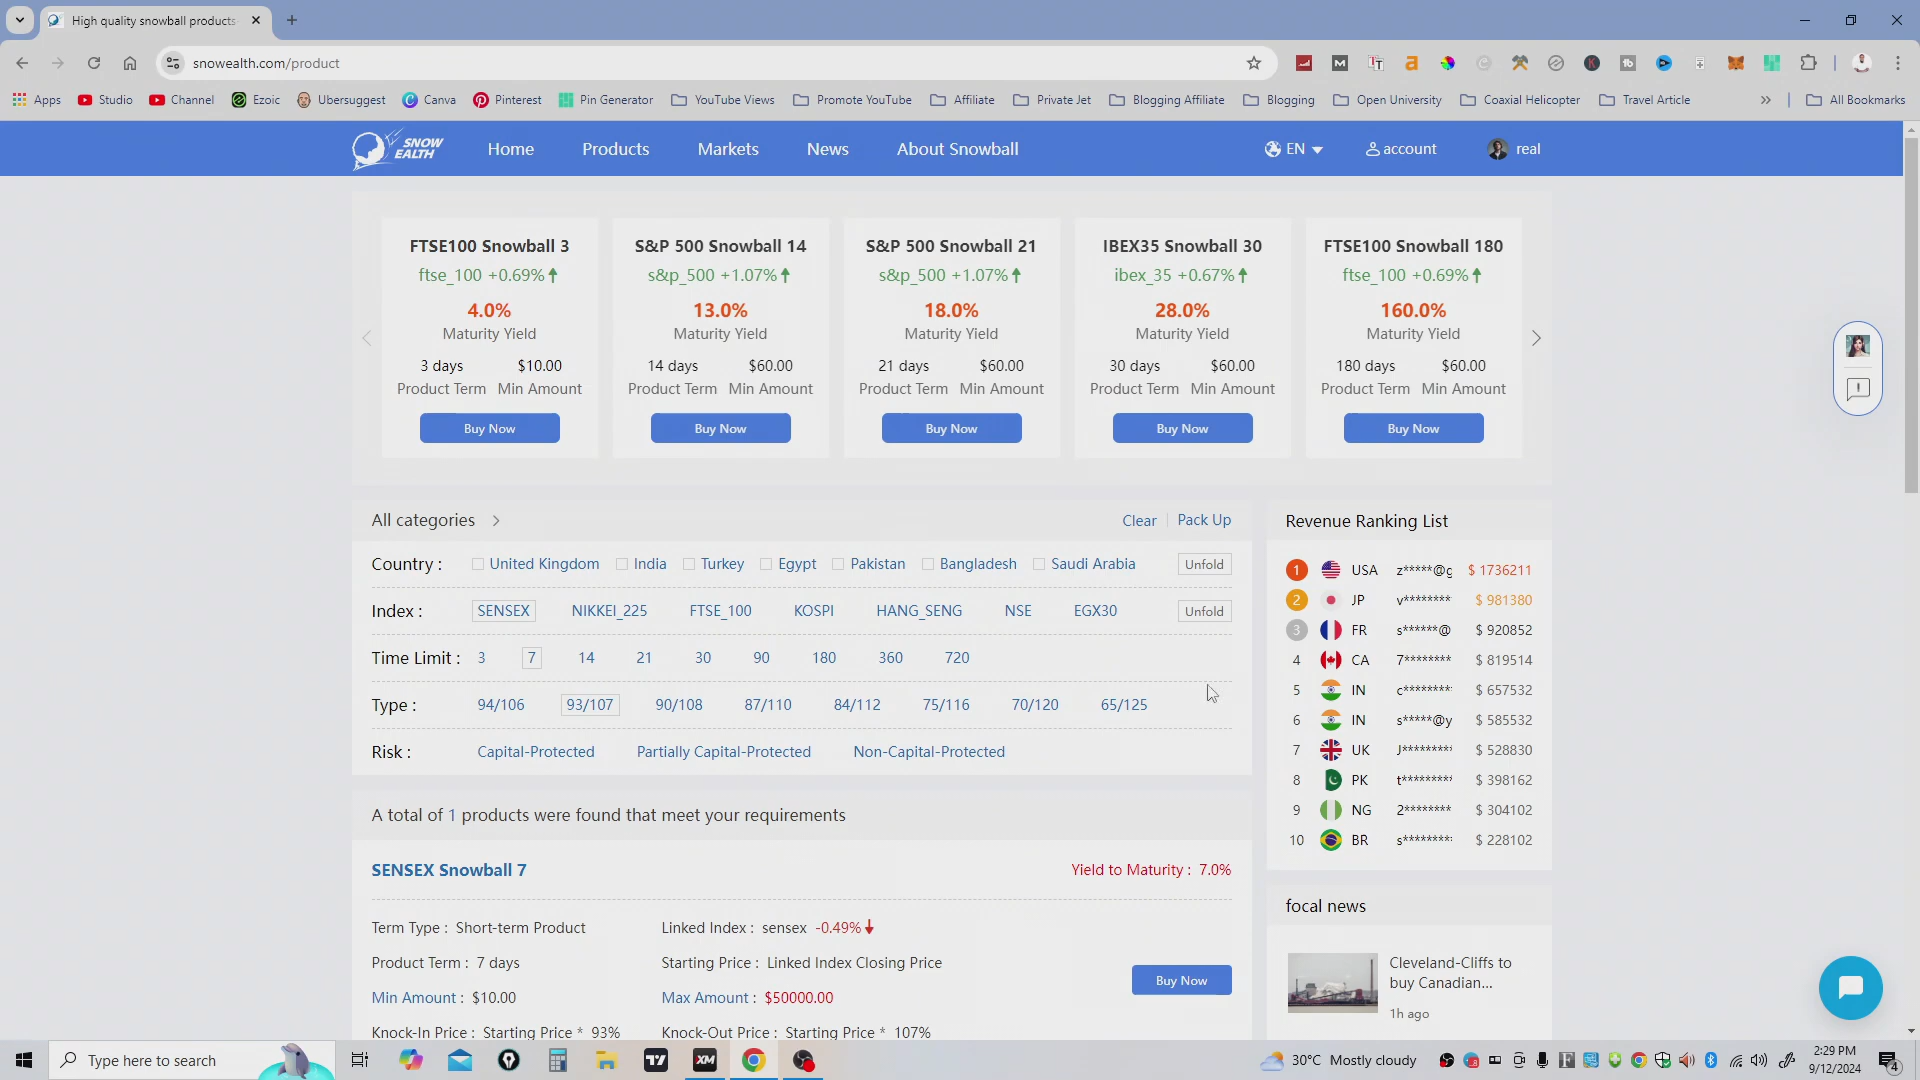 High quality snowball products
snowealth.com/product
Apps
Studio
Channel
Ezoic
Ubersuggest
Canva
Pinterest
Pin Generator
YouTube Views
Promote YouTube
Affiliate
Private Jet
Blogging Affiliate
Blogging
Open University
Coaxial Helicopter
Travel Article
All Bookmarks
SNOW
EALTH
Home
Products
Markets
News
About Snowball
EN
account
real
FTSE100 Snowball 3
ftse_100 +0.69%
4.0%
Maturity Yield
3 days $10.00
Product Term Min Amount
Buy Now
S&P 500 Snowball 14
s&p_500 +1.07%
13.0%
Maturity Yield
14 days $60.00
Product Term Min Amount
Buy Now
S&P 500 Snowball 21
s&p_500 +1.07%
18.0%
Maturity Yield
21 days $60.00
Product Term Min Amount
Buy Now
IBEX35 Snowball 30
ibex_35 +0.67%
28.0%
Maturity Yield
30 days $60.00
Product Term Min Amount
Buy Now
FTSE100 Snowball 180
ftse_100 +0.69%
160.0%
Maturity Yield
180 days $60.00
Product Term Min Amount
Buy Now
All categories > Clear Pack Up
Country : United Kingdom India Turkey Egypt Pakistan Bangladesh Saudi Arabia Unfold
Index : SENSEX NIKKEI_225 FTSE_100 KOSPI HANG_SENG NSE EGX30 Unfold
Time Limit : 3 7 14 21 30 90 180 360 720
Type : 94/106 93/107 90/108 87/110 84/112 75/116 70/120 65/125
Risk : Capital-Protected Partially Capital-Protected Non-Capital-Protected
A total of 1 products were found that meet your requirements
SENSEX Snowball 7 Yield to Maturity : 7.0%
Term Type : Short-term Product Linked Index : sensex -0.49%
Product Term : 7 days Starting Price : Linked Index Closing Price
Buy Now
Min Amount : $10.00 Max Amount : $50000.00
Knock-In Price : Starting Price * 93% Knock-Out Price : Starting Price * 107%
Revenue Ranking List
1 USA z*****@g $ 1736211
2 JP v******** $ 981380
3 FR s******@ $ 920852
4 CA 7******** $ 819514
5 IN c******** $ 657532
6 IN s*****@y $ 585532
7 UK J********* $ 528830
8 PK t********* $ 398162
9 NG 2******** $ 304102
10 BR s********* $ 228102
focal news
Cleveland-Cliffs to
buy Canadian...
1h ago
Type here to search
XM
30°C Mostly cloudy
2:29 PM
9/12/2024
4